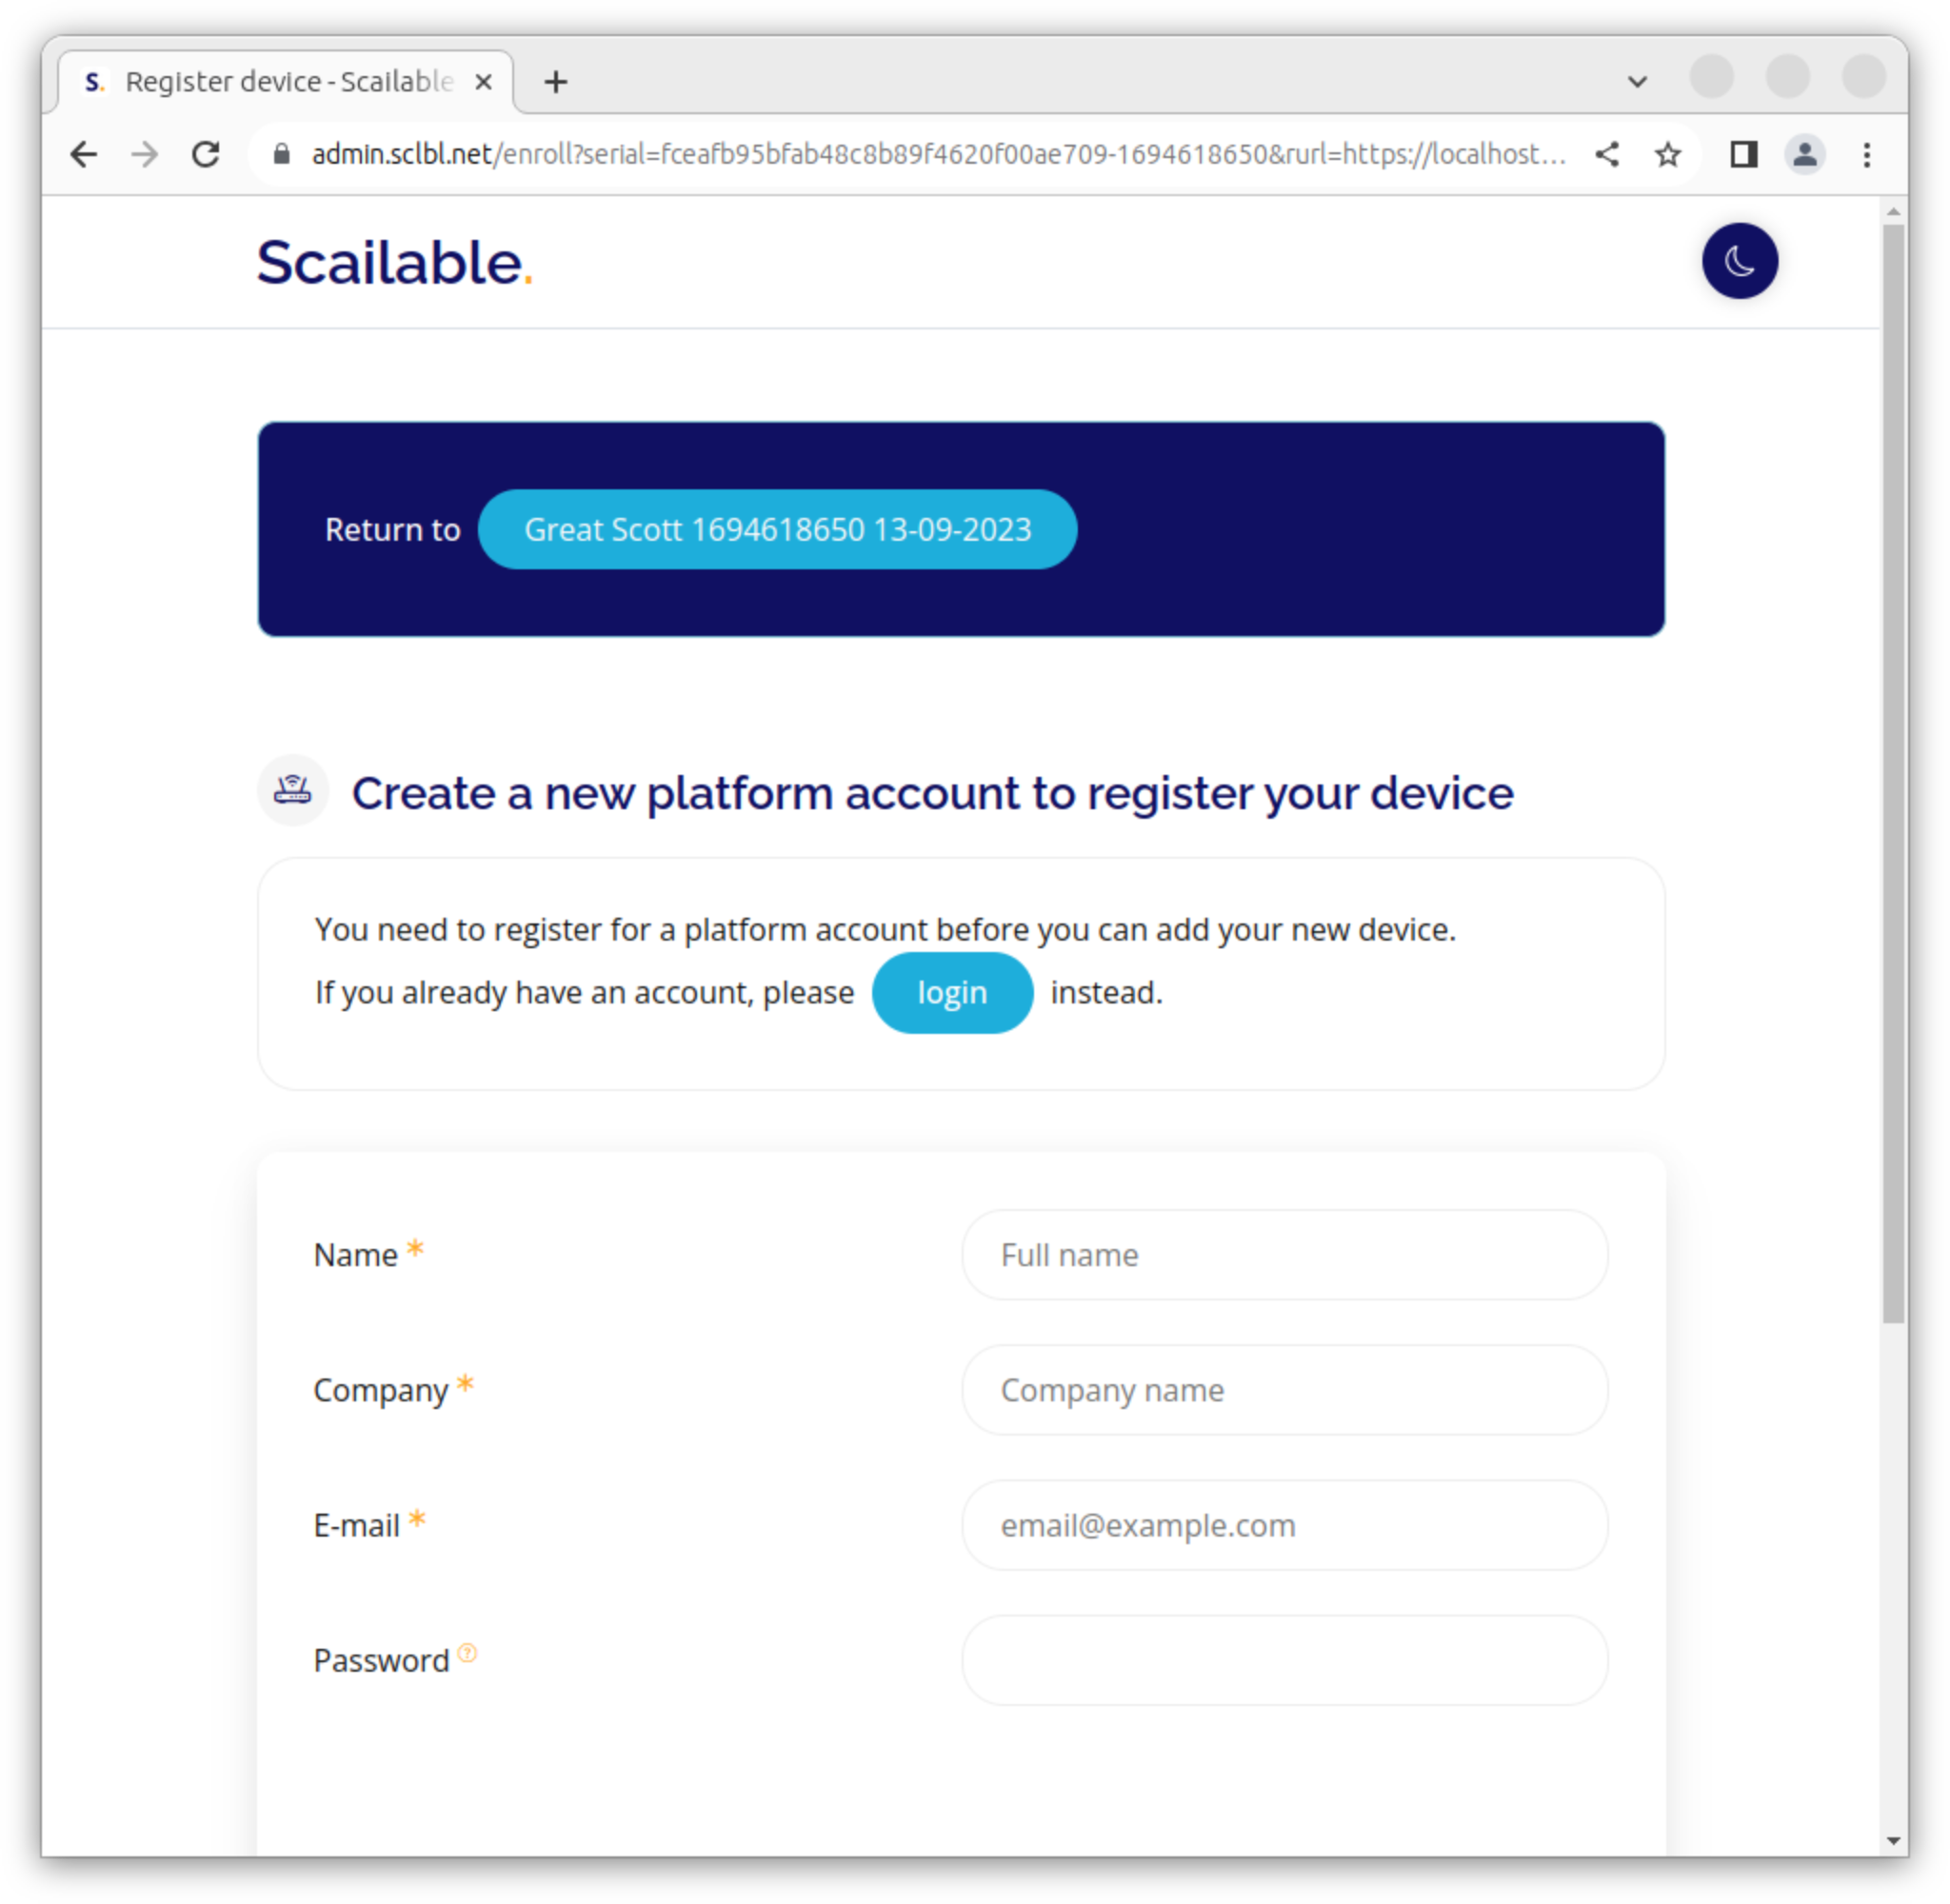 S. Register device - Scailable
admin.sclbl.net/enroll?serial=fceafb95bfab48c8b89f4620f00ae709-1694618650&rurl=https://localhost...
Scailable.
Return to Great Scott 1694618650 13-09-2023
Create a new platform account to register your device
You need to register for a platform account before you can add your new device.
If you already have an account, please login instead.
Name * Full name
Company * Company name
E-mail * email@example.com
Password ?